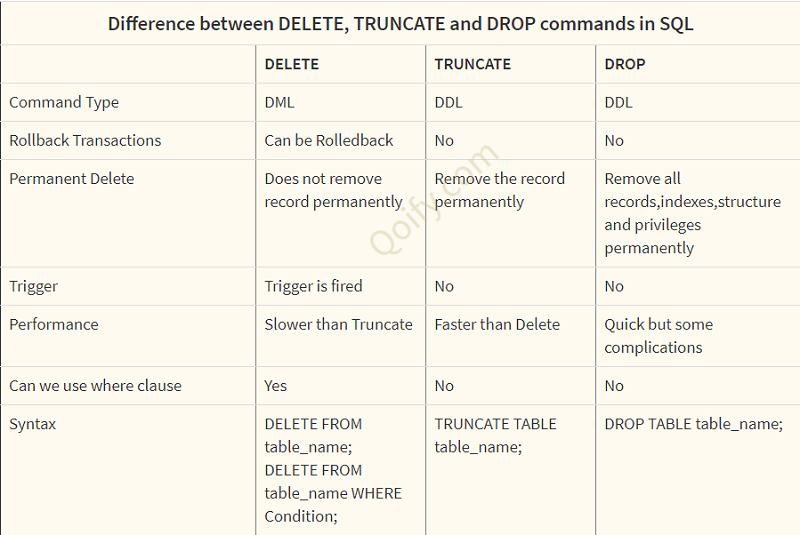 Difference between DELETE, TRUNCATE and DROP commands in SQL
DELETE TRUNCATE DROP
Command Type DML DDL DDL
Rollback Transactions Can be Rolledback No No
Permanent Delete Does not remove Remove the record Remove all
record permanently permanently records,indexes,structure
and privileges
permanently
Trigger Trigger is fired No No
Performance Slower than Truncate Faster than Delete Quick but some
complications
Can we use where clause Yes No No
Syntax DELETE FROM TRUNCATE TABLE DROP TABLE table_name;
table_name; table_name;
DELETE FROM
table_name WHERE
Condition;
Qoify.com